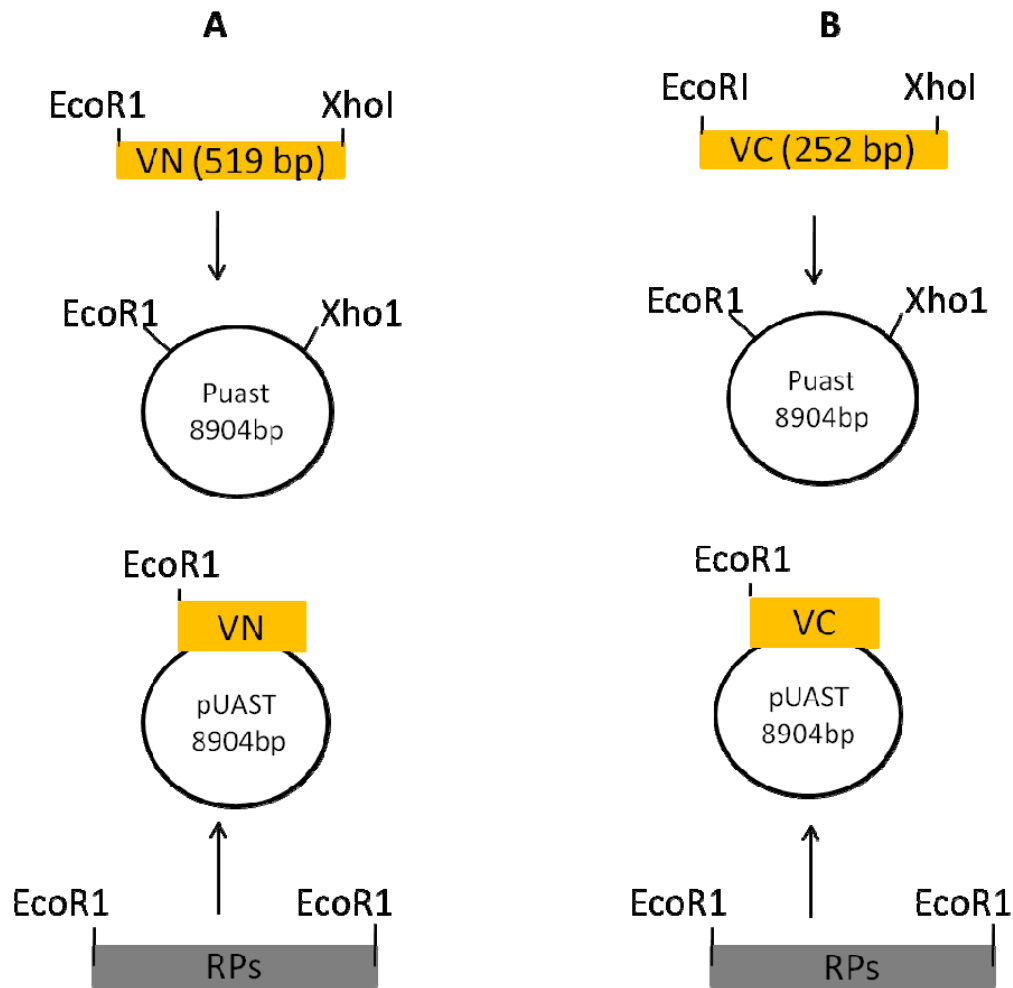 A
EcoR1 XhoI
VN (519 bp)
EcoR1 Xho1
Puast
8904bp
EcoR1
VN
pUAST
8904bp
EcoR1 EcoR1
RPs
B
EcoRI XhoI
VC (252 bp)
EcoR1 Xho1
Puast
8904bp
EcoR1
VC
pUAST
8904bp
EcoR1 EcoR1
RPs